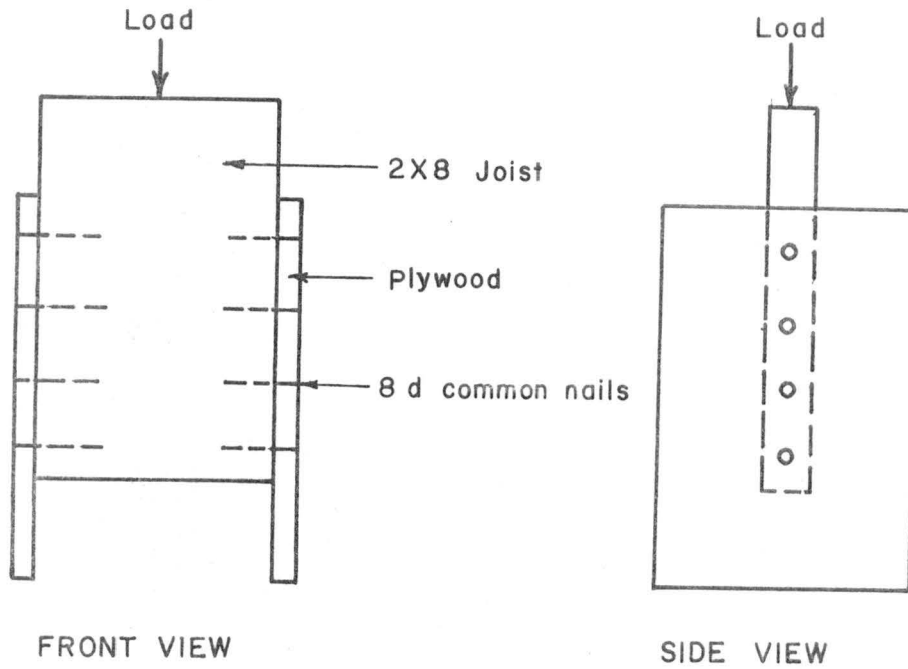 Load
Load
2X8 Joist
Plywood
8 d common nails
FRONT VIEW
SIDE VIEW